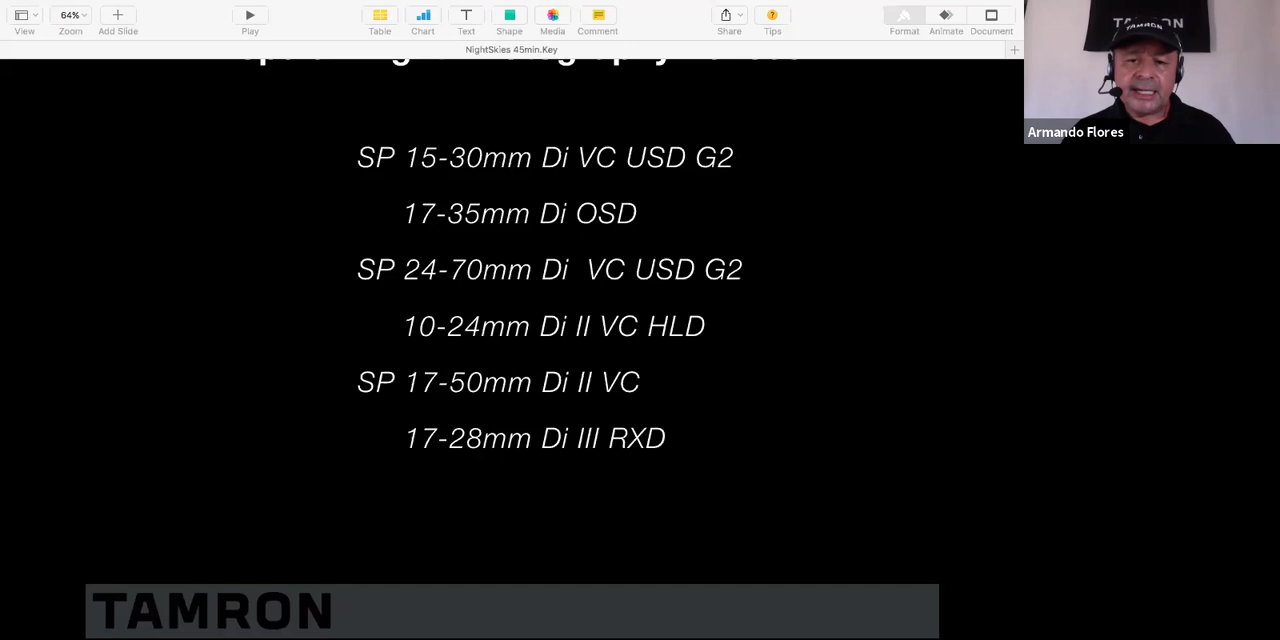 View
Zoom
Add Slide
Play
Table
Chart
Text
Shape
Media
Comment
Share
Tips
Format
Animate
Document
64%
NightSkies 45min.Key
SP 15-30mm Di VC USD G2
17-35mm Di OSD
SP 24-70mm Di VC USD G2
10-24mm Di II VC HLD
SP 17-50mm Di II VC
17-28mm Di III RXD
TAMRON
TAMRON
TAMRON
Armando Flores